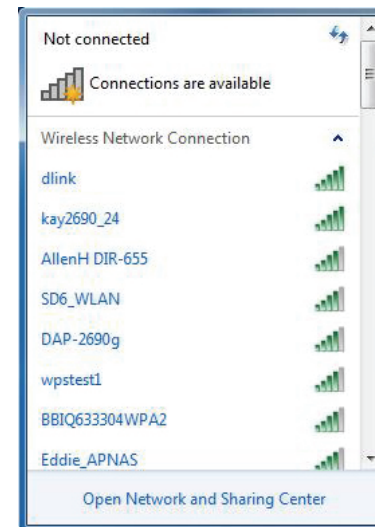 Not connected
Connections are available
Wireless Network Connection
dlink
kay2690_24
AllenH DIR-655
SD6_WLAN
DAP-2690g
wpstest1
BBIQ633304WPA2
Eddie_APNAS
Open Network and Sharing Center